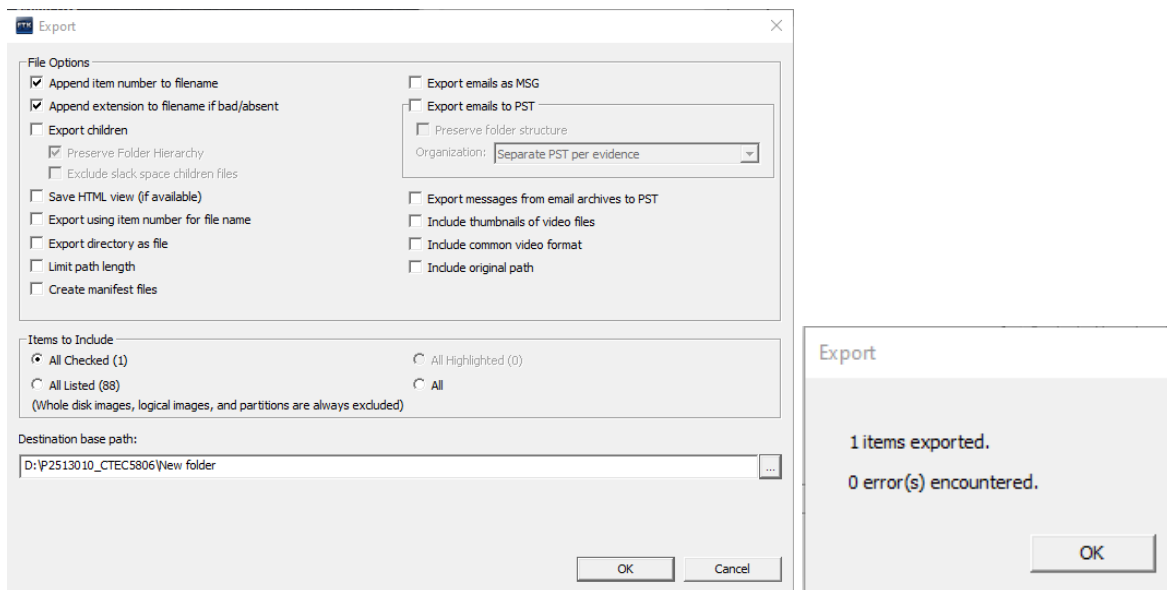 FTK Export
File Options
Append item number to filename
Append extension to filename if bad/absent
Export children
Preserve Folder Hierarchy
Exclude slack space children files
Save HTML view (if available)
Export using item number for file name
Export directory as file
Limit path length
Create manifest files
Export emails as MSG
Export emails to PST
Preserve folder structure
Organization: Separate PST per evidence
Export messages from email archives to PST
Include thumbnails of video files
Include common video format
Include original path
Items to Include
All Checked (1)
All Highlighted (0)
All Listed (88)
All
(Whole disk images, logical images, and partitions are always excluded)
Destination base path:
D:\P2513010_CTEC5806\New folder
...
OK
Cancel
Export
1 items exported.
0 error(s) encountered.
OK